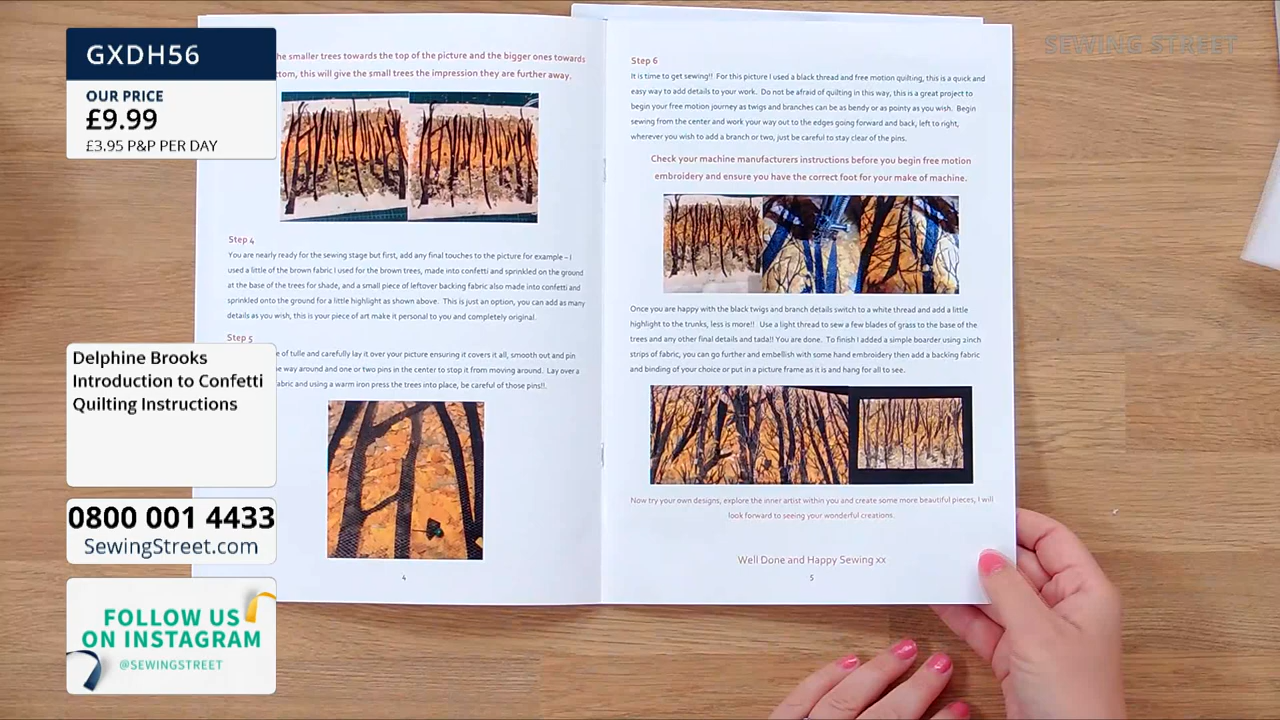 GXDH56
OUR PRICE
£9.99
£3.95 P&P PER DAY
Delphine Brooks
Introduction to Confetti
Quilting Instructions
0800 001 4433
SewingStreet.com
FOLLOW US
ON INSTAGRAM
@SEWINGSTREET
SEWING STREET
smaller trees towards the top of the picture and the bigger ones towards
this will give the small trees the impression they are further away.
Step 4
You are nearly ready for the sewing stage but first, add any final touches to the picture for example – I
used a little of the brown fabric I used for the brown trees, made into confetti and sprinkled on the ground
at the base of the trees for shade, and a small piece of leftover backing fabric also made into confetti and
sprinkled onto the ground for a little highlight as shown above. This is just an option, you can add as many
details as you wish, this is your piece of art make it personal to you and completely original.
Step 5
of tulle and carefully lay it over your picture ensuring it covers it all, smooth out and pin
way around and one or two pins in the center to stop it from moving around. Lay over
and using a warm iron press the trees into place, be careful of those pins!!.
4
Step 6
It is time to get sewing!! For this picture I used a black thread and free motion quilting, this is a quick and
easy way to add details to your work. Do not be afraid of quilting in this way, this is a great project to
begin your free motion journey as twigs and branches can be as bendy or as pointy as you wish. Begin
sewing from the center and work your way out to the edges going forward and back, left to right,
wherever you wish to add a branch or two, just be careful to stay clear of the pins.
Check your machine manufacturers instructions before you begin free motion
embroidery and ensure you have the correct foot for your make of machine.
Once you are happy with the black twigs and branch details switch to a white thread and add a little
highlight to the trunks, less is more!! Use a light thread to sew a few blades of grass to the base of the
trees and any other final details and tada!! You are done. To finish I added a simple boarder using 2inch
strips of fabric, you can go further and embellish with some hand embroidery then add a backing fabric
and binding of your choice or put in a picture frame as it is and hang for all to see.
Now try your own designs, explore the inner artist within you and create some more beautiful pieces, I will
look forward to seeing your wonderful creations.
Well Done and Happy Sewing xx
5